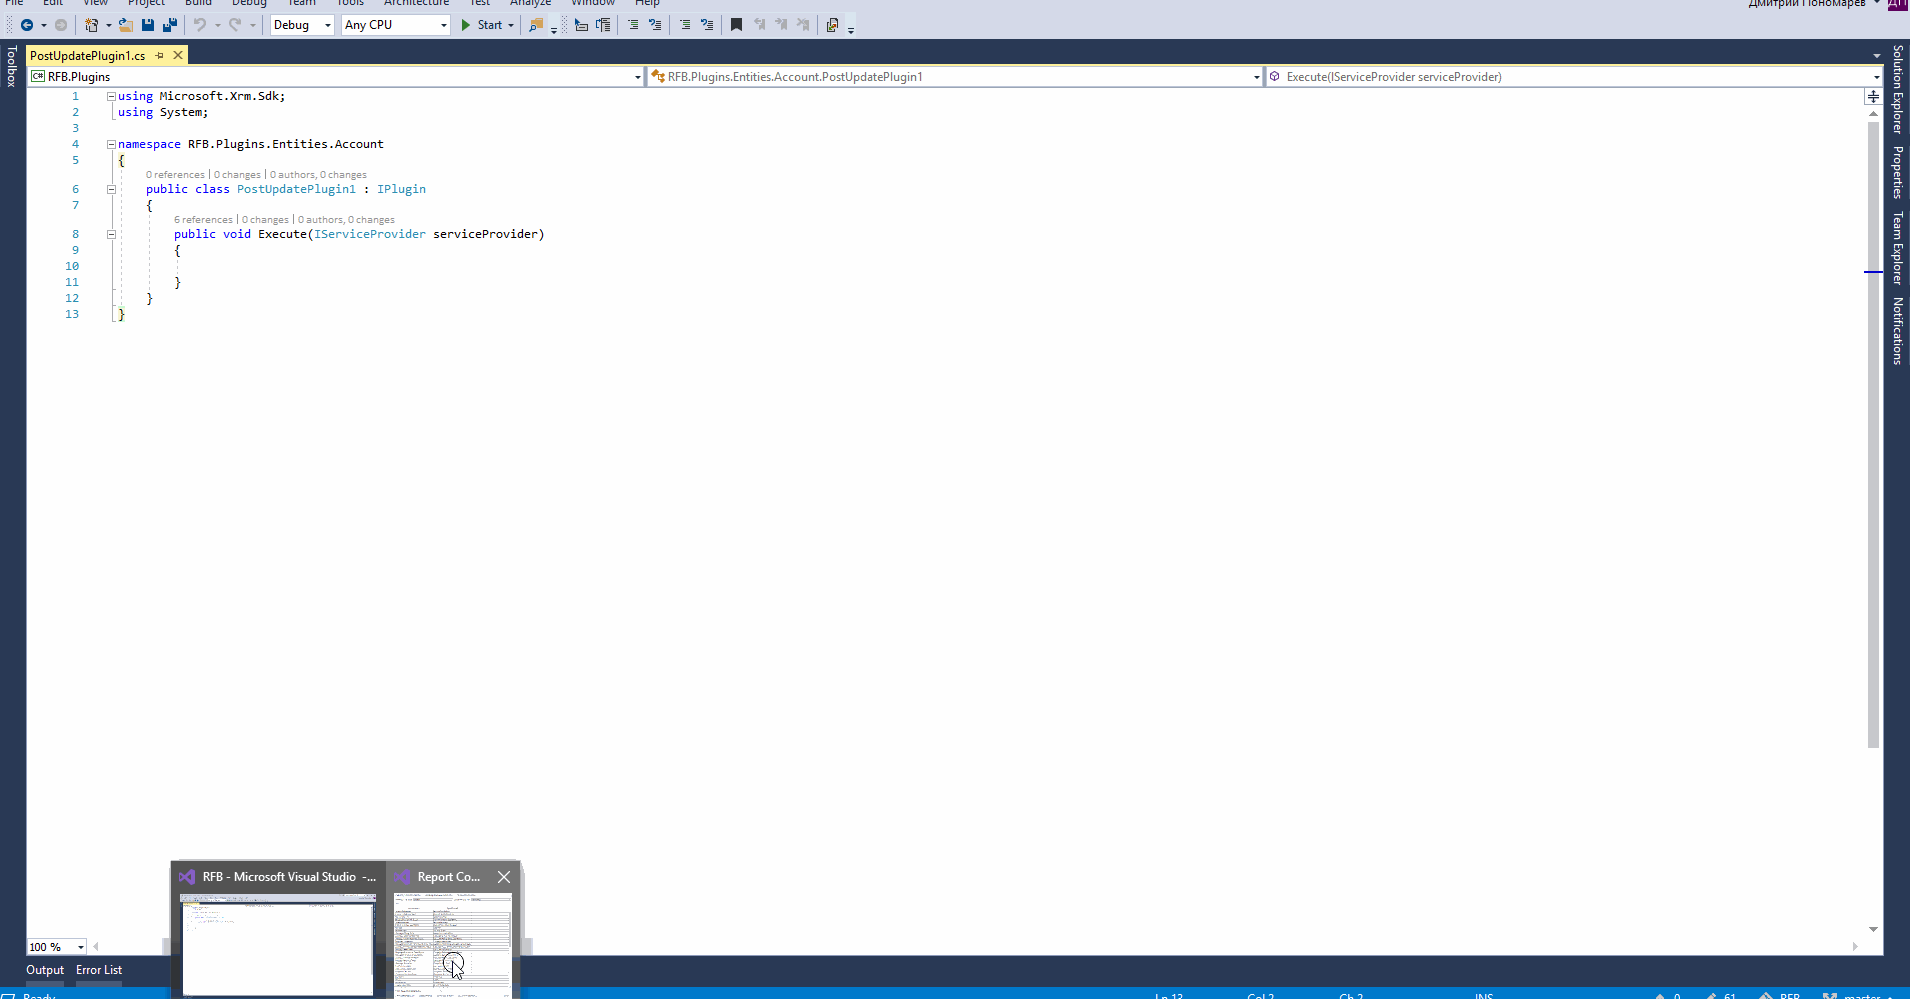 File Edit View Project Build Debug Team Tools Architecture Test Analyze Window Help
Дмитрий Пономарев ДП
Debug Any CPU Start
PostUpdatePlugin1.cs
C# RFB.Plugins RFB.Plugins.Entities.Account.PostUpdatePlugin1 Execute(IServiceProvider serviceProvider)
Toolbox
1 using Microsoft.Xrm.Sdk;
2 using System;
3
4 namespace RFB.Plugins.Entities.Account
5 {
0 references | 0 changes | 0 authors, 0 changes
6 public class PostUpdatePlugin1 : IPlugin
7 {
6 references | 0 changes | 0 authors, 0 changes
8 public void Execute(IServiceProvider serviceProvider)
9 {
10
11 }
12 }
13 }
Solution Explorer
Properties
Team Explorer
Notifications
RFB - Microsoft Visual Studio -...
Report Co...
100 %
Output Error List
Ready Ln 13 Col 2 Ch 2 INS 0 61 RFB master